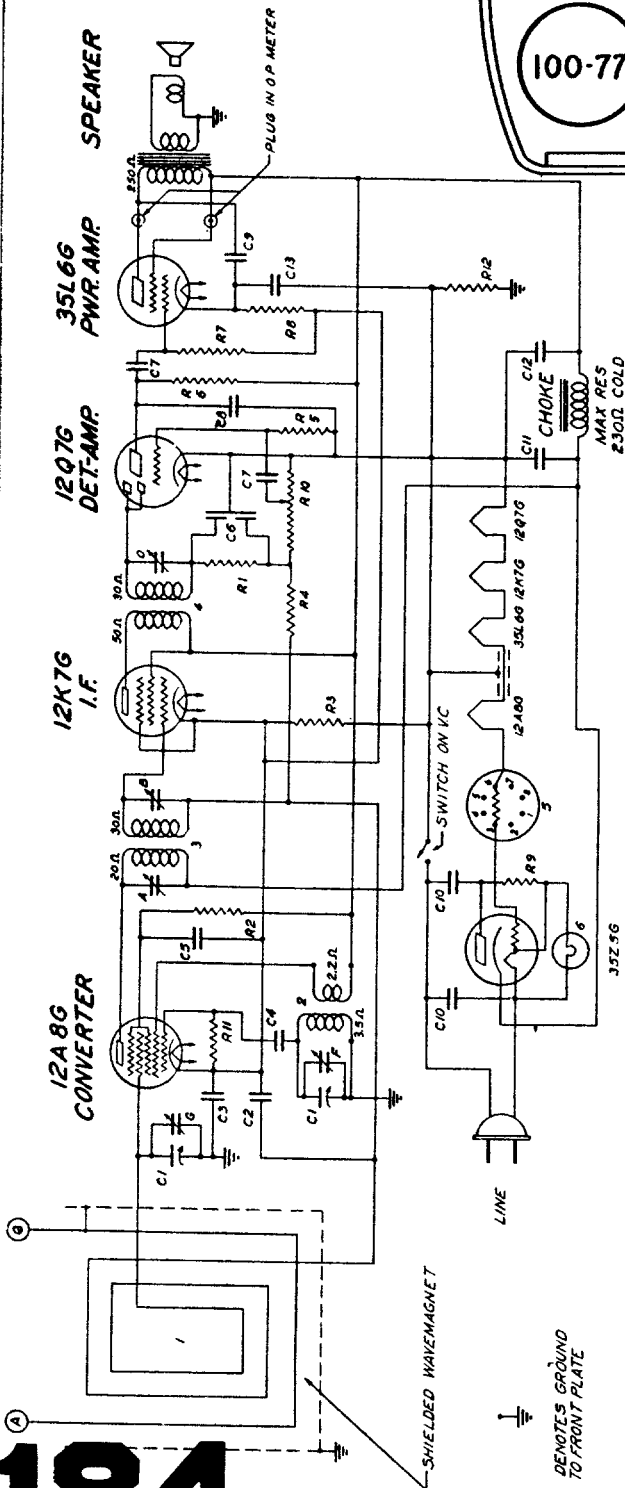 SPEAKER
35L6G
PWR. AMP.
12Q7G
DET-AMP.
12K7G
I.F.
12A8G
CONVERTER
PLUG IN O.P. METER
100-77
250Ω
C9
C13
R12
R8
R7
C7
R6
C8
R5
C7
R10
C6
R1
R4
D
30Ω
50Ω
4
R3
B
30Ω
20Ω
3
A
C5
R2
R11
C4
2
2.2Ω
3.5Ω
F
C1
C3
C2
G
C1
1
G
A
SHIELDED WAVEMAGNET
DENOTES GROUND
TO FRONT PLATE
LINE
C10
C10
R9
6
35Z5G
5
SWITCH ON V.C.
12A8G
35L6G
12K7G
12Q7G
C11
C12
CHOKE
MAX RES
230Ω COLD
194